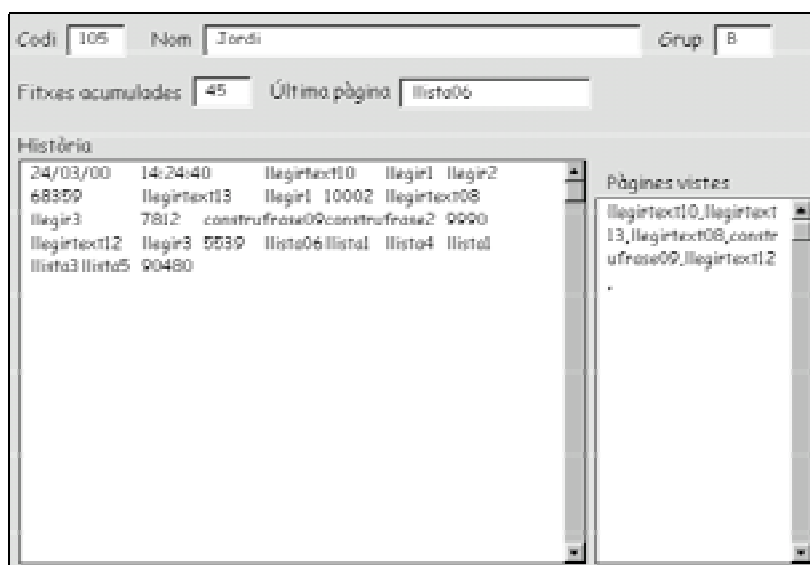 Codi 105 Nom Jordi Grup B
Fitxes acumulades 45 Última pàgina llista06
Història
24/03/00 14:24:40 llegirtext10 llegir1 llegir2
68359 llegirtext13 llegir1 10002 llegirtext08
llegir3 7812 construfrase09construfrase2 9990
llegirtext12 llegir3 5539 llista06llista1 llista4 llista1
llista3llista5 90480
Pàgines vistes
llegirtext10,llegirtext
13,llegirtext08,constr
ufrase09,llegirtext12
,